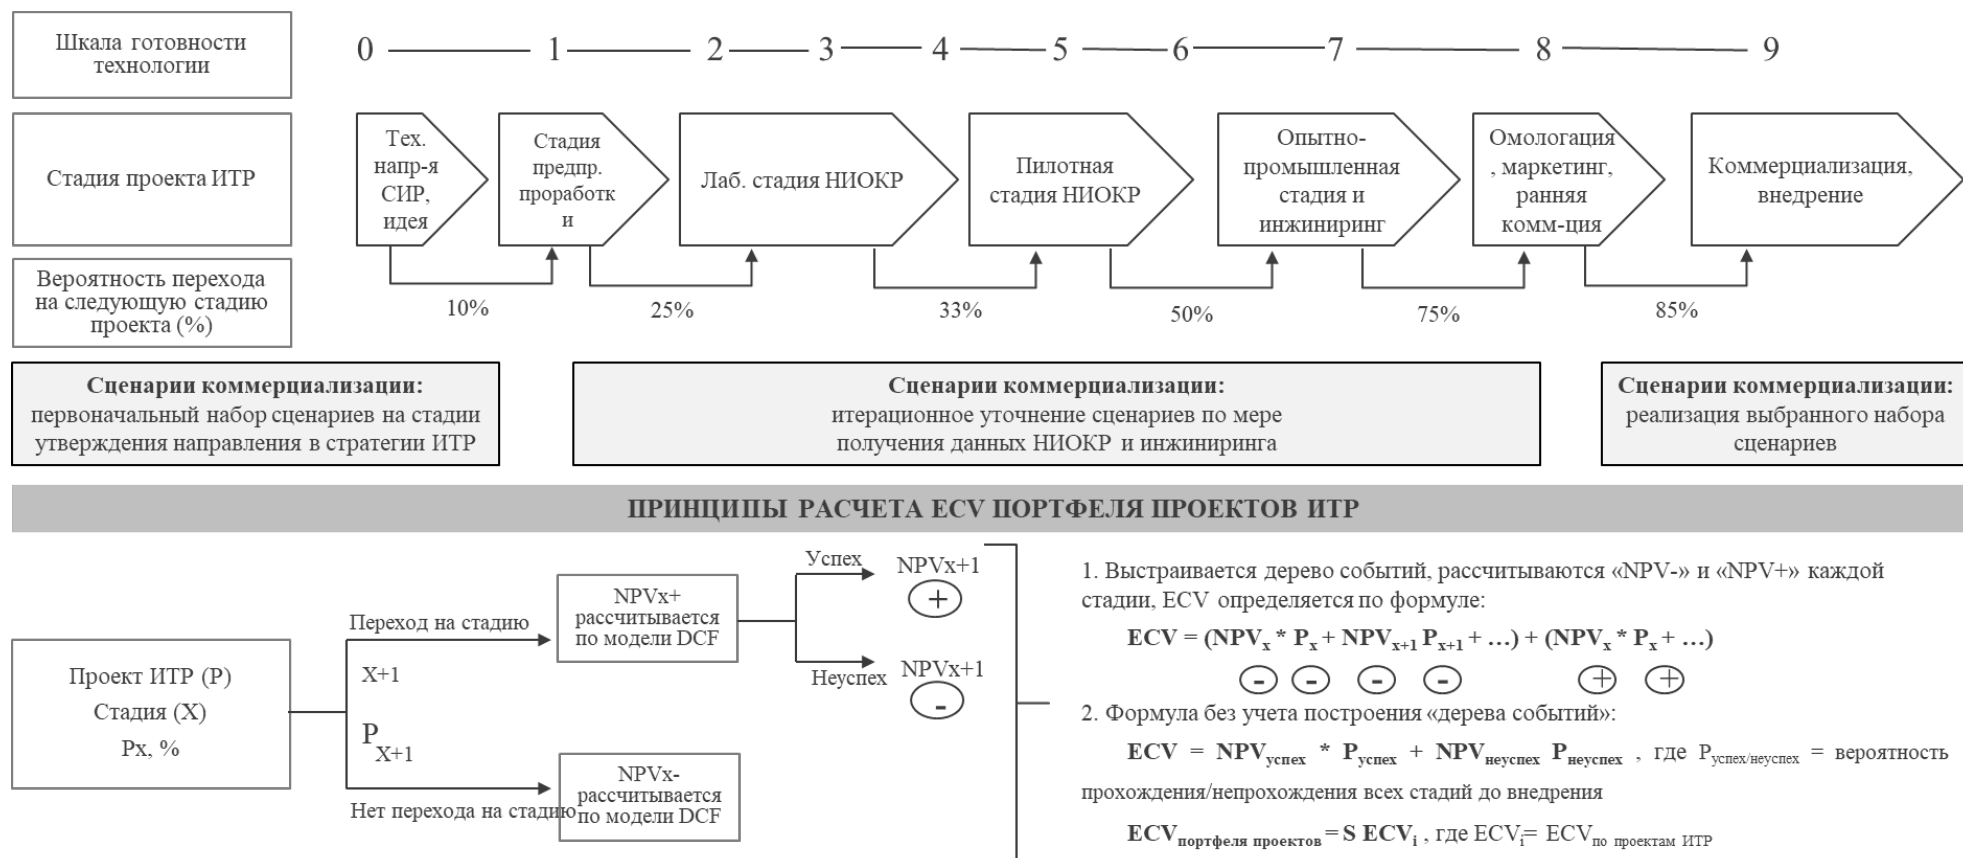 Шкала готовности
технологии
0 1 2 3 4 5 6 7 8 9
Стадия проекта ИТР
Тех.
напр-я
СИР,
идея
Стадия
предпр.
проработк
и
Лаб. стадия НИОКР
Пилотная
стадия НИОКР
Опытно-
промышленная
стадия и
инжиниринг
Омологация
, маркетинг,
ранняя
комм-ция
Коммерциализация,
внедрение
Вероятность перехода
на следующую стадию
проекта (%)
10% 25% 33% 50% 75% 85%
Сценарии коммерциализации:
первоначальный набор сценариев на стадии
утверждения направления в стратегии ИТР
Сценарии коммерциализации:
итерационное уточнение сценариев по мере
получения данных НИОКР и инжиниринга
Сценарии коммерциализации:
реализация выбранного набора
сценариев
ПРИНЦИПЫ РАСЧЕТА ECV ПОРТФЕЛЯ ПРОЕКТОВ ИТР
Проект ИТР (P)
Стадия (X)
Px, %
Переход на стадию
X+1
P X+1
Нет перехода на стадию
NPVx+
рассчитывается
по модели DCF
NPVx-
рассчитывается
по модели DCF
Успех
NPVx+1
+
Неуспех
NPVx+1
-
1. Выстраивается дерево событий, рассчитываются «NPV-» и «NPV+» каждой
стадии, ECV определяется по формуле:
ECV = (NPVx * Px + NPVx+1 Px+1 + …) + (NPVx * Px + …)
- - - - + +
2. Формула без учета построения «дерева событий»:
ECV = NPVуспех * Pуспех + NPVнеуспех Pнеуспех , где Pуспех/неуспех = вероятность
прохождения/непрохождения всех стадий до внедрения
ECVпортфеля проектов = S ECVi , где ECVi= ECVпо проектам ИТР